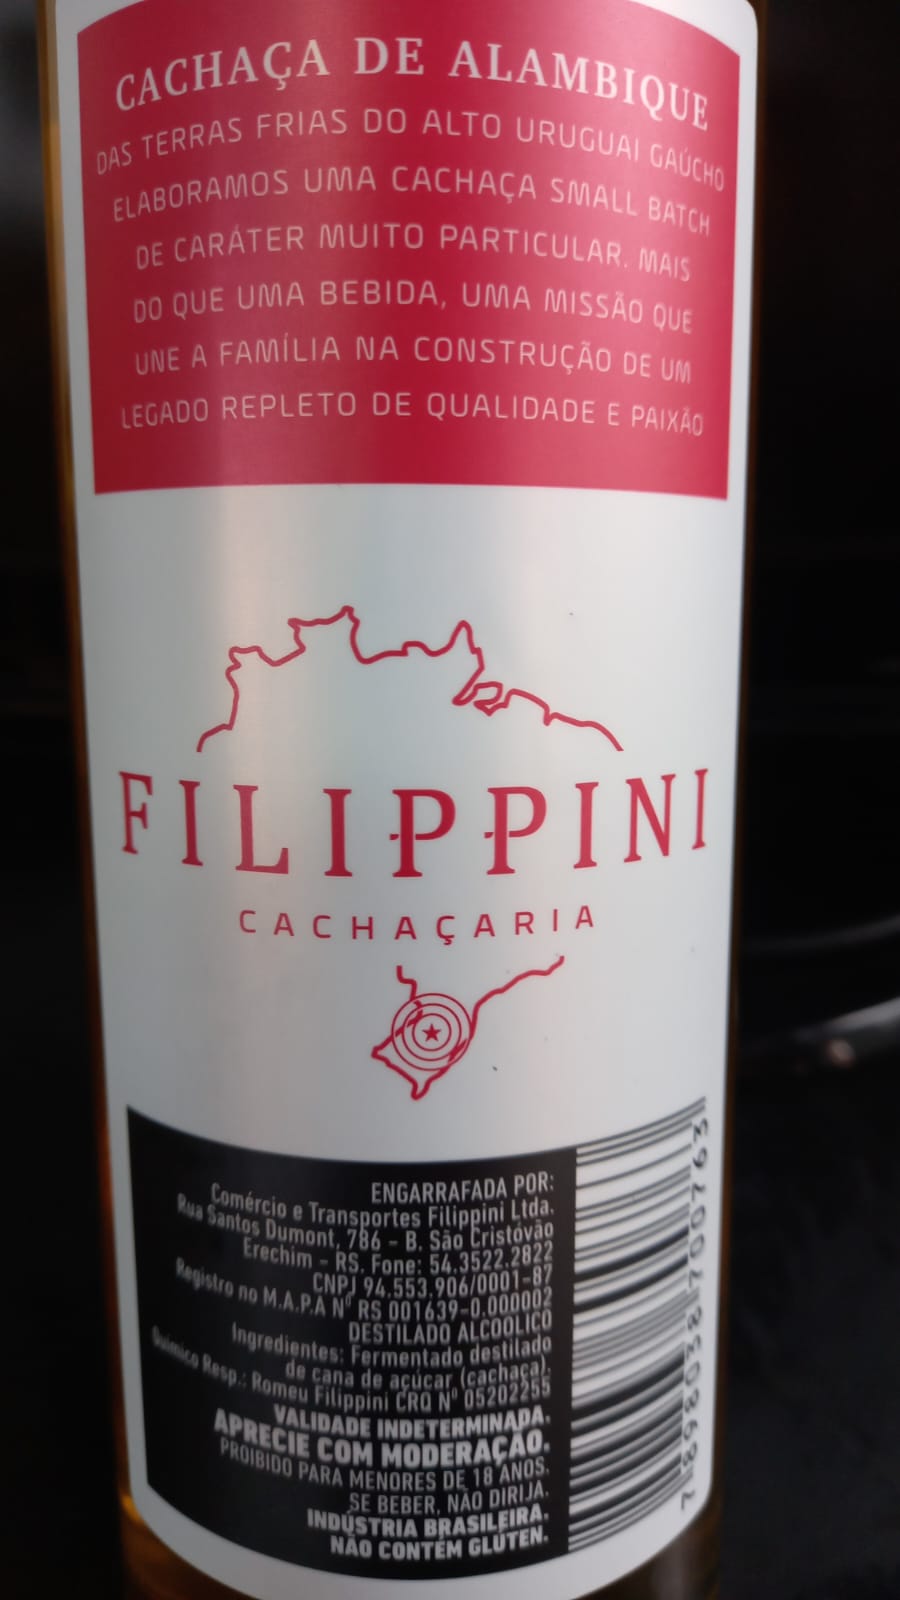 CACHAÇA DE ALAMBIQUE
DAS TERRAS FRIAS DO ALTO URUGUAI GAÚCHO
ELABORAMOS UMA CACHAÇA SMALL BATCH
DE CARÁTER MUITO PARTICULAR. MAIS
DO QUE UMA BEBIDA, UMA MISSÃO QUE
UNE A FAMÍLIA NA CONSTRUÇÃO DE UM
LEGADO REPLETO DE QUALIDADE E PAIXÃO
FILIPPINI
CACHAÇARIA
ENGARRAFADA POR:
Comércio e Transportes Filippini Ltda.
Rua Santos Dumont, 786 - B. São Cristóvão
Erechim - RS. Fone: 54.3522.2822
CNPJ 94.553.906/0001-87
Registro no M.A.P.A Nº RS 001639-0.000002
DESTILADO ALCOÓLICO
Ingredientes: Fermentado destilado
de cana de açúcar (cachaça).
Químico Resp.: Romeu Filippini CRQ Nº 05202255
VALIDADE INDETERMINADA.
APRECIE COM MODERAÇÃO.
PROIBIDO PARA MENORES DE 18 ANOS.
SE BEBER, NÃO DIRIJA.
INDÚSTRIA BRASILEIRA.
NÃO CONTÉM GLÚTEN.
7 898038 700763